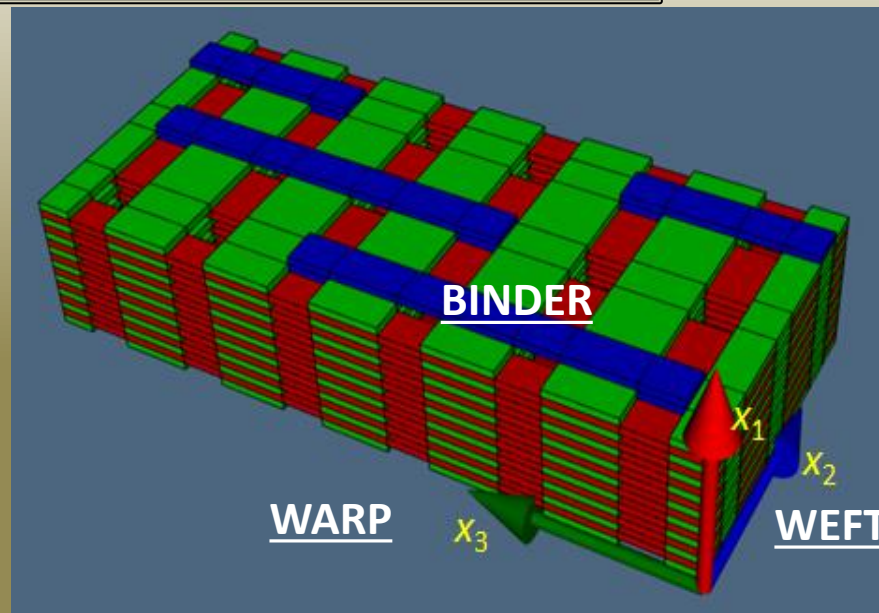 BINDER
x₁
x₂
WARP
x₃
WEFT